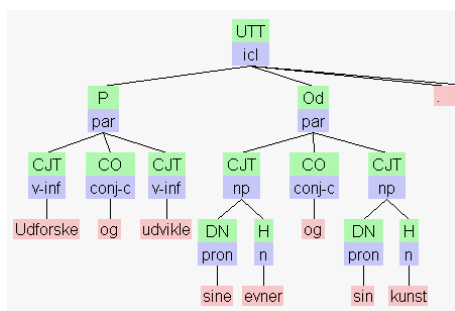 UTT
icl
P Od .
par par
CJT CO CJT CJT CO CJT
v-inf conj-c v-inf np conj-c np
Udforske og udvikle DN H og DN H
pron n pron n
sine evner sin kunst